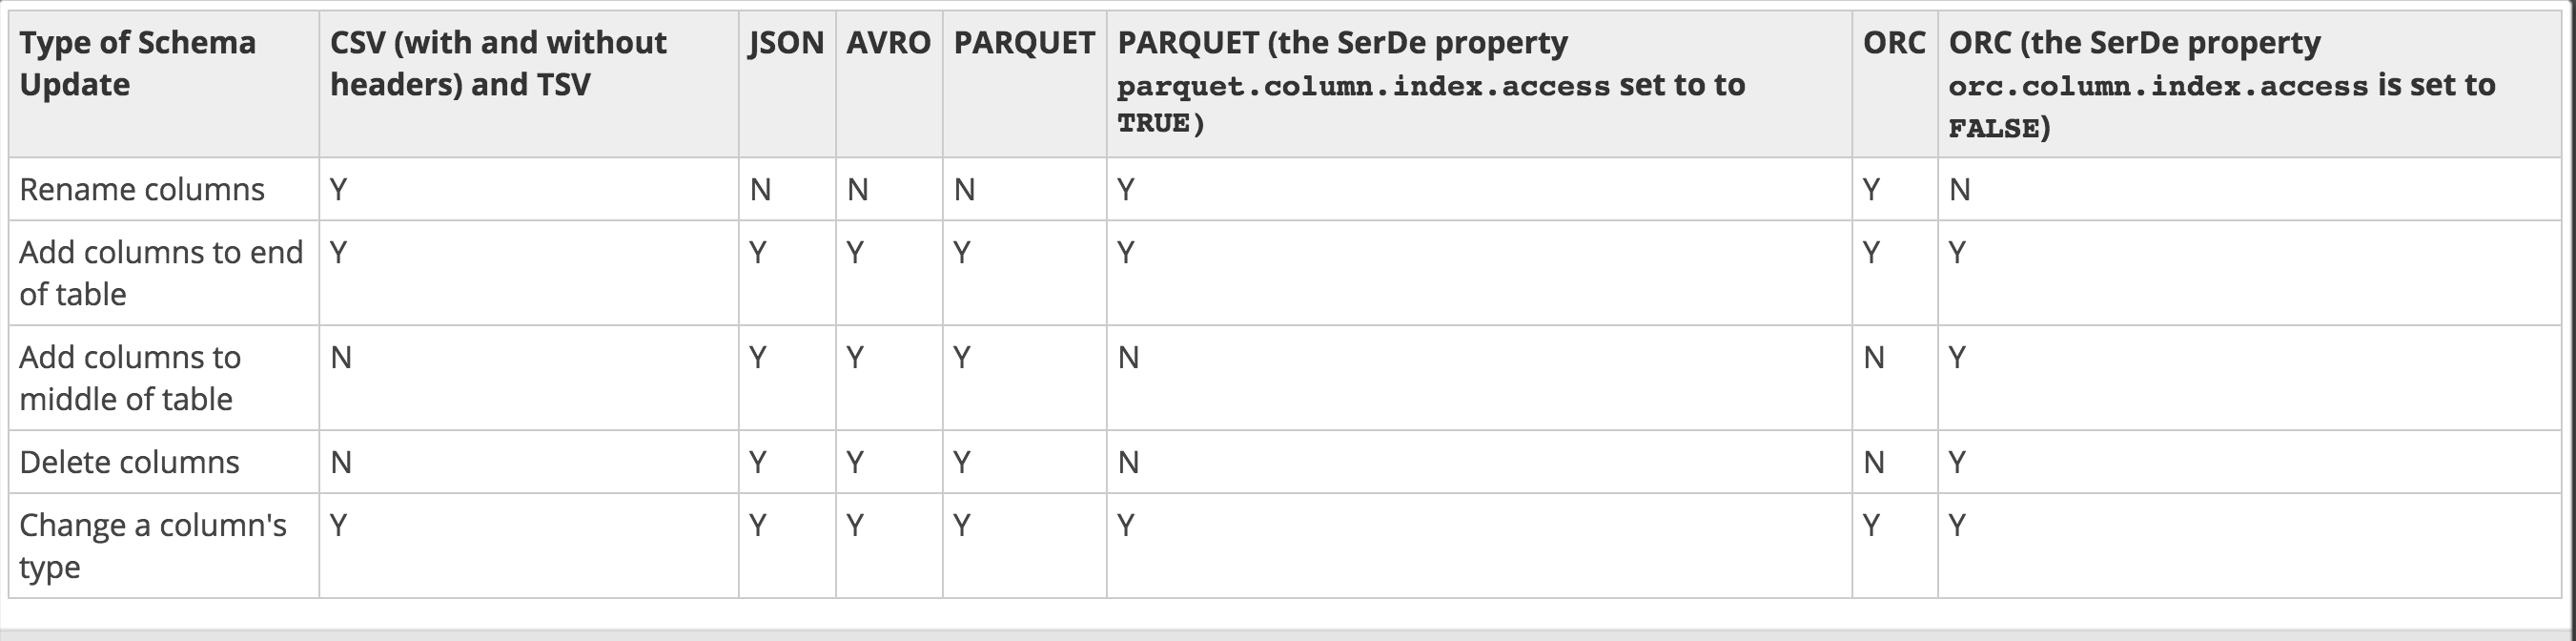 Type of Schema Update
CSV (with and without headers) and TSV
JSON
AVRO
PARQUET
PARQUET (the SerDe property parquet.column.index.access set to to TRUE)
ORC
ORC (the SerDe property orc.column.index.access is set to FALSE)
Rename columns Y N N N Y Y N
Add columns to end of table Y Y Y Y Y Y Y
Add columns to middle of table N Y Y Y N N Y
Delete columns N Y Y Y N N Y
Change a column's type Y Y Y Y Y Y Y